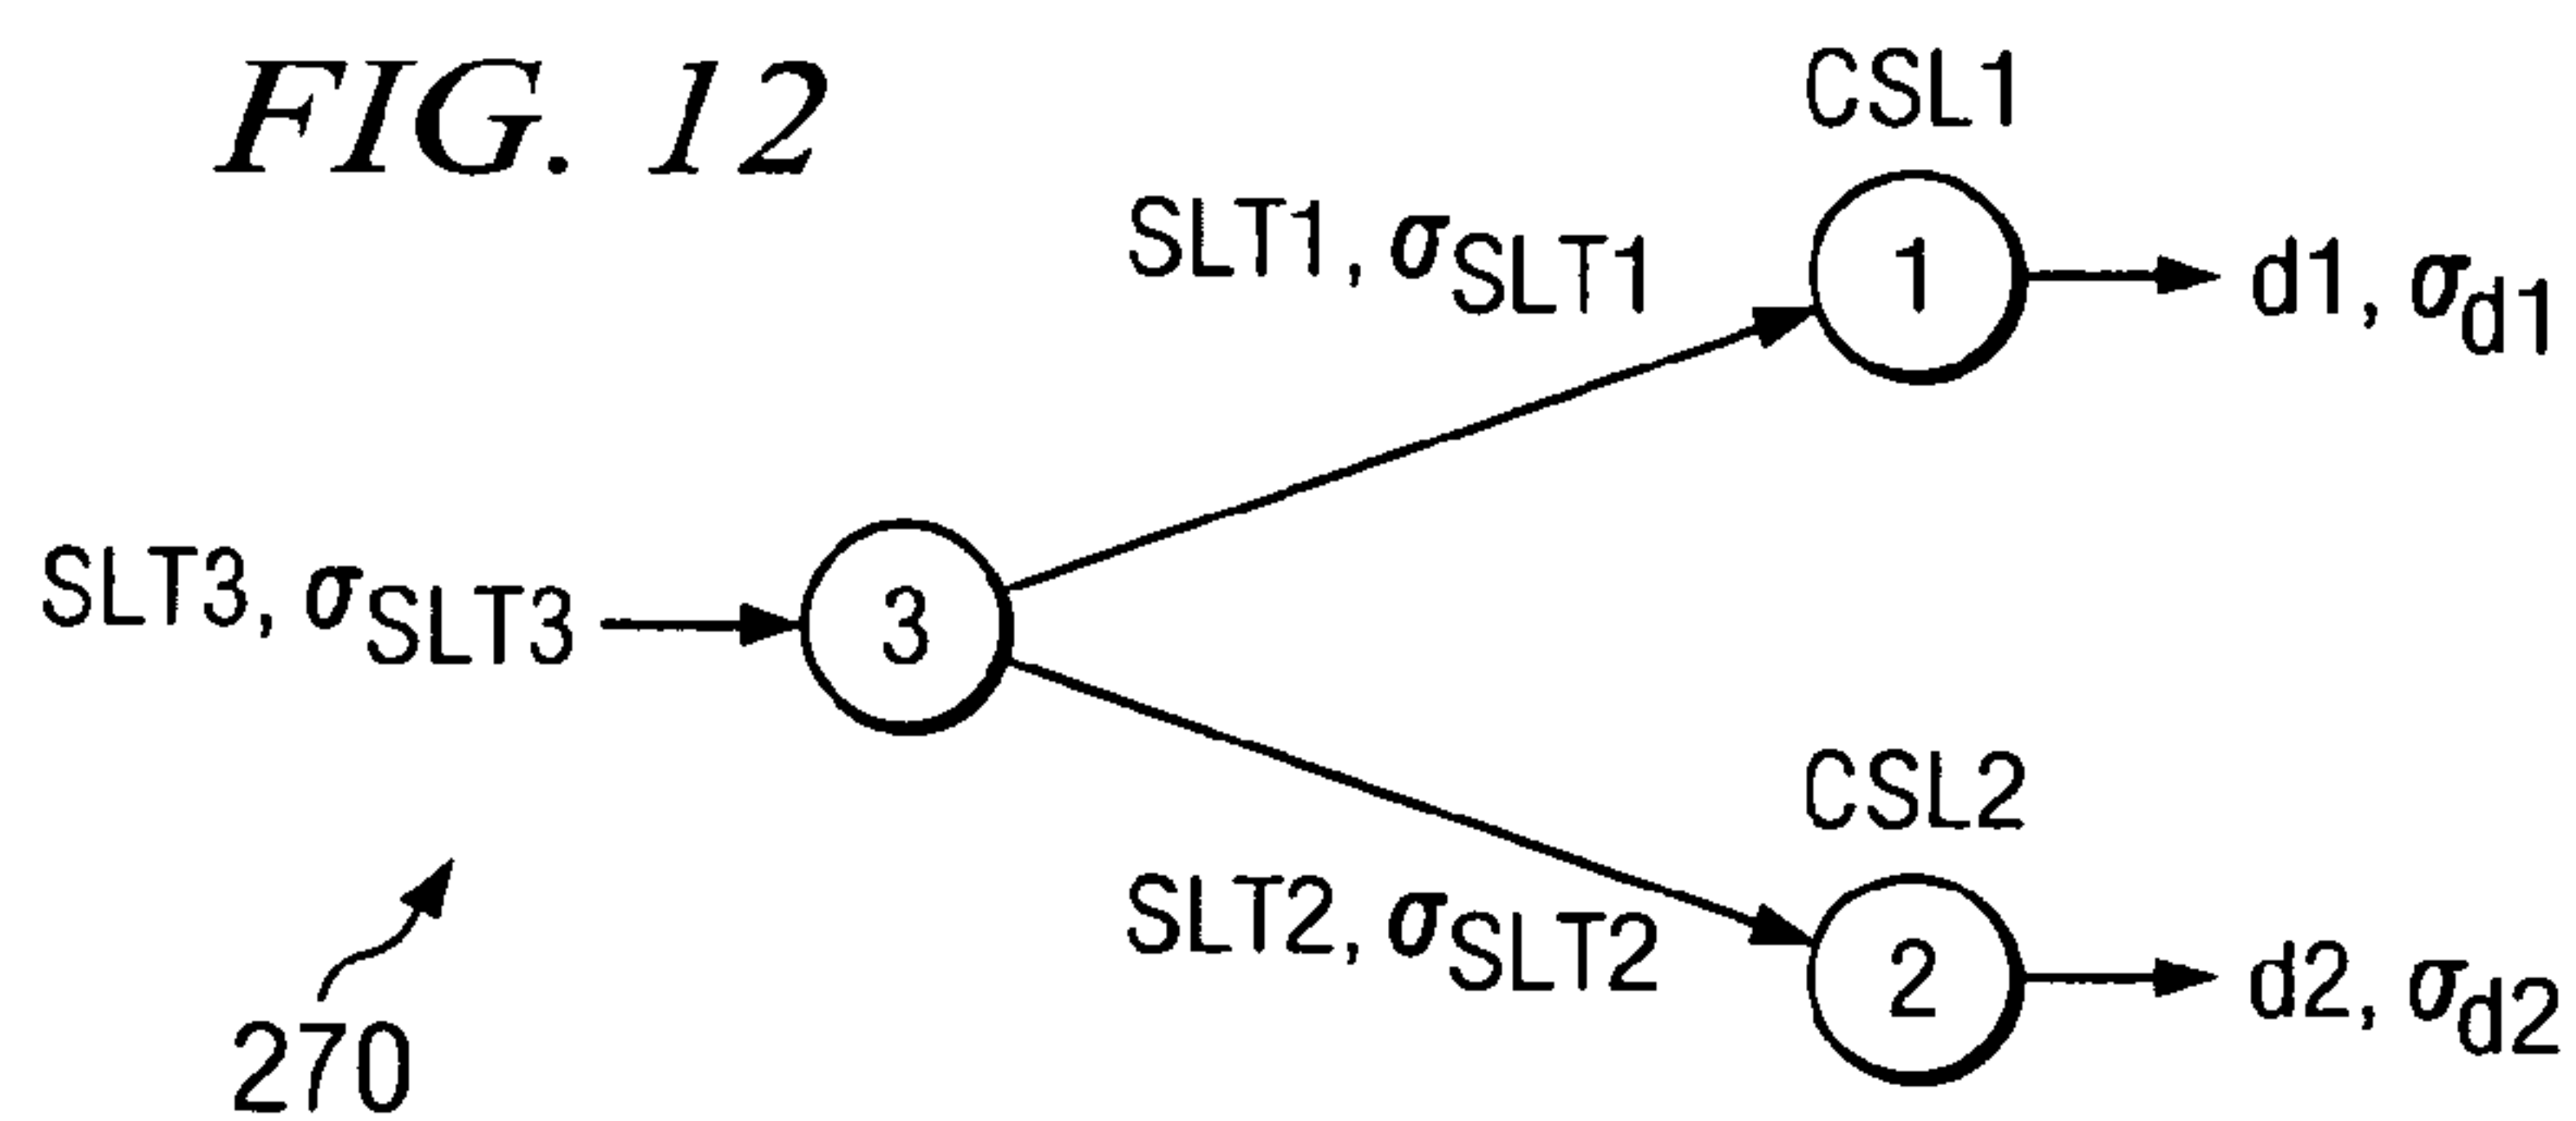 FIG. 12
CSL1
SLT1, σSLT1
1
d1, σd1
SLT3, σSLT3
3
CSL2
SLT2, σSLT2
2
d2, σd2
270